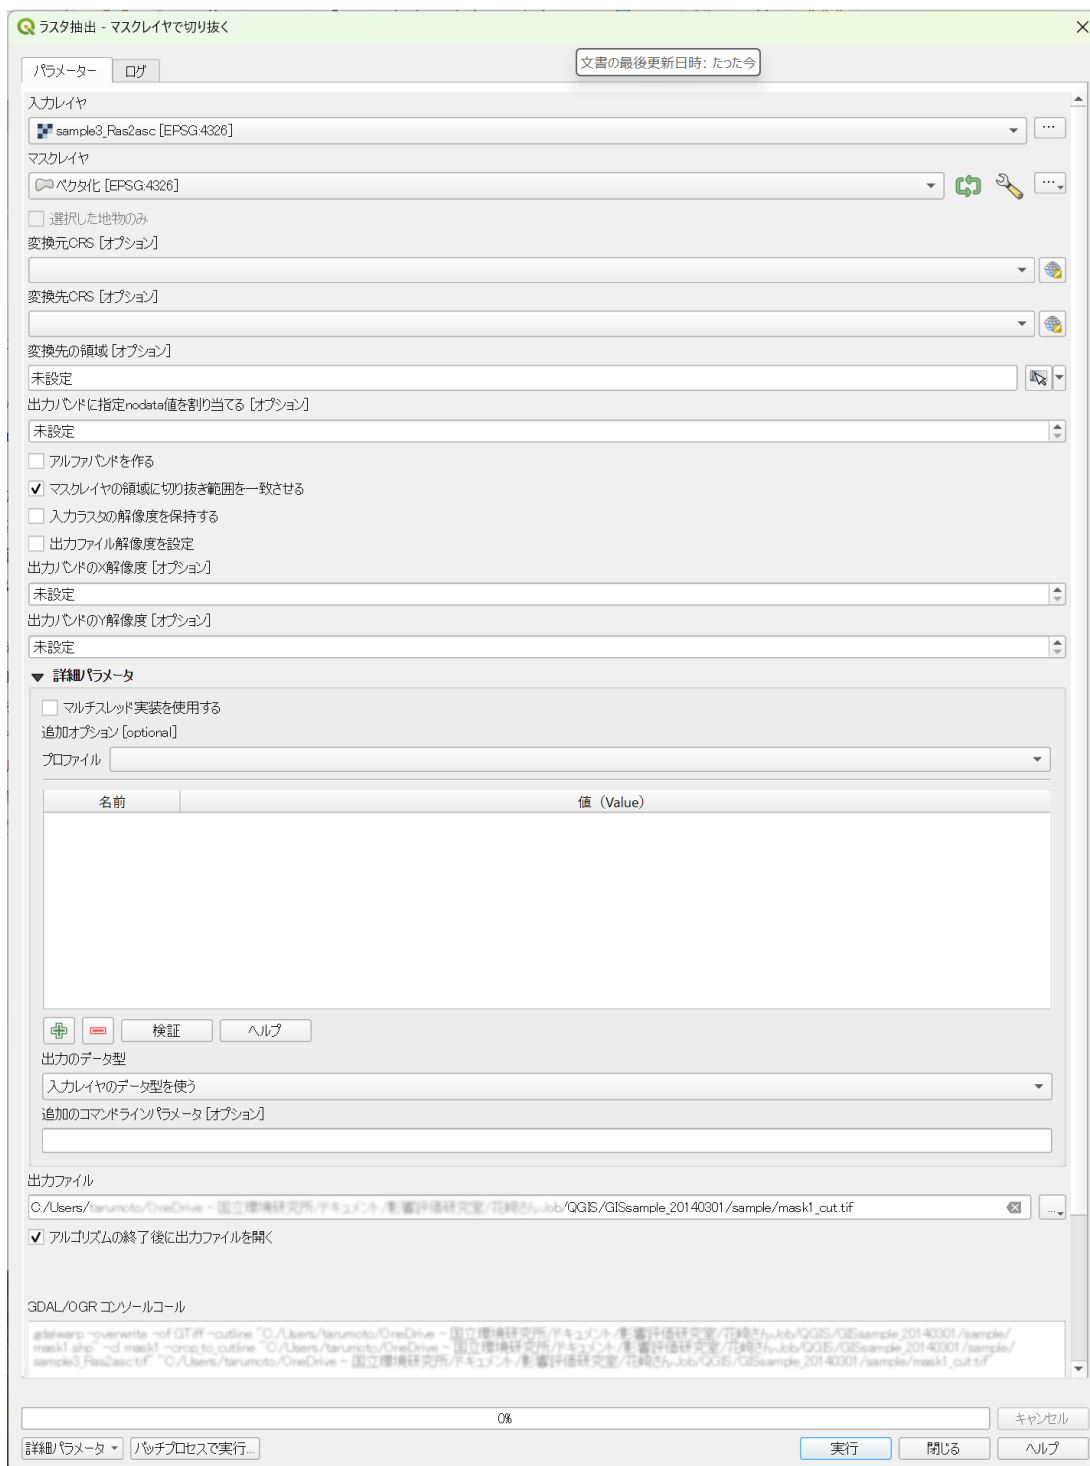 ラスタ抽出 - マスクレイヤで切り抜く
文書の最後更新日時: たった今
パラメーター ログ
入力レイヤ
sample3_Ras2asc [EPSG:4326]
マスクレイヤ
ベクタ化 [EPSG:4326]
選択した地物のみ
変換元CRS [オプション]
変換先CRS [オプション]
変換先の領域 [オプション]
未設定
出力バンドに指定nodata値を割り当てる [オプション]
未設定
アルファバンドを作る
マスクレイヤの領域に切り抜き範囲を一致させる
入力ラスタの解像度を保持する
出力ファイル解像度を設定
出力バンドのX解像度 [オプション]
未設定
出力バンドのY解像度 [オプション]
未設定
詳細パラメータ
マルチスレッド実装を使用する
追加オプション [optional]
プロファイル
名前 値（Value）
検証 ヘルプ
出力のデータ型
入力レイヤのデータ型を使う
追加のコマンドラインパラメータ [オプション]
出力ファイル
C:/Users/ /QGIS/GISsample_20140301/sample/mask1_cut.tif
アルゴリズムの終了後に出力ファイルを開く
GDAL/OGR コンソールコール
0% キャンセル
詳細パラメータ バッチプロセスで実行... 実行 閉じる ヘルプ